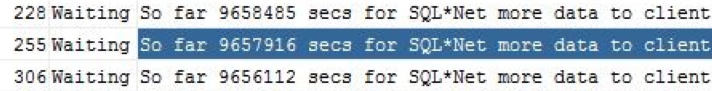 228 Waiting So far 9658485 secs for SQL*Net more data to client
255 Waiting So far 9657916 secs for SQL*Net more data to client
306 Waiting So far 9656112 secs for SQL*Net more data to client